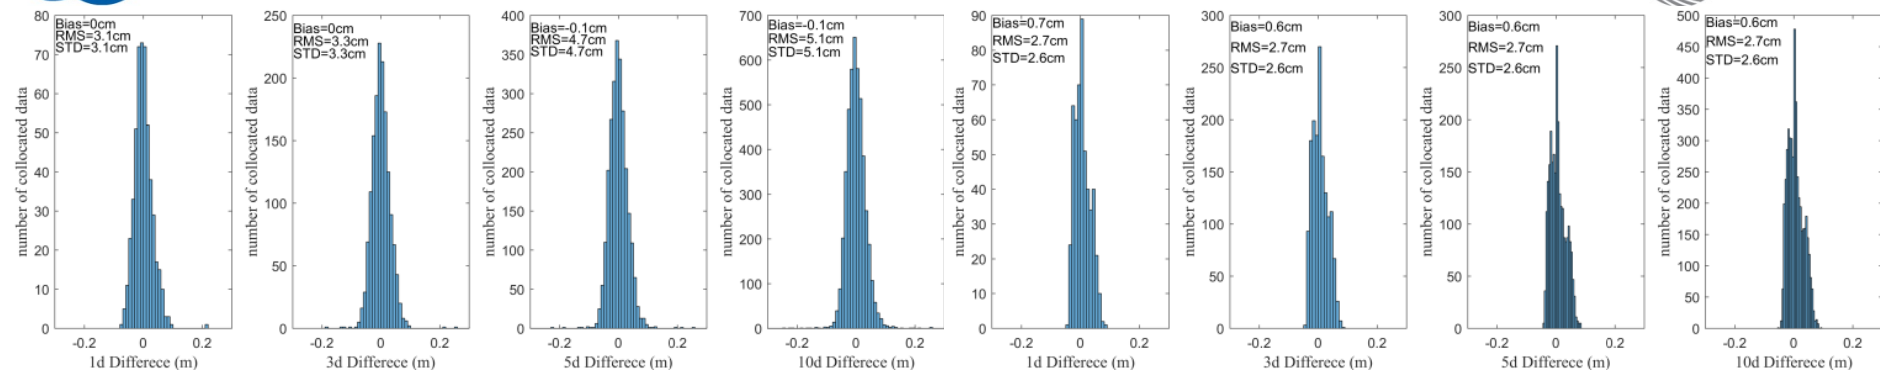 Bias=0cm
RMS=3.1cm
STD=3.1cm
80
70
60
50
40
30
20
10
0
number of collocated data
-0.2 0 0.2
1d Differece (m)
Bias=0cm
RMS=3.3cm
STD=3.3cm
250
200
150
100
50
0
number of collocated data
-0.2 0 0.2
3d Differece (m)
Bias=-0.1cm
RMS=4.7cm
STD=4.7cm
400
350
300
250
200
150
100
50
0
number of collocated data
-0.2 0 0.2
5d Differece (m)
Bias=-0.1cm
RMS=5.1cm
STD=5.1cm
700
600
500
400
300
200
100
0
number of collocated data
-0.2 0 0.2
10d Differece (m)
Bias=0.7cm
RMS=2.7cm
STD=2.6cm
90
80
70
60
50
40
30
20
10
0
number of collocated data
-0.2 0 0.2
1d Differece (m)
Bias=0.6cm
RMS=2.7cm
STD=2.6cm
300
250
200
150
100
50
0
number of collocated data
-0.2 0 0.2
3d Differece (m)
Bias=0.6cm
RMS=2.7cm
STD=2.6cm
300
250
200
150
100
50
0
number of collocated data
-0.2 0 0.2
5d Differece (m)
Bias=0.6cm
RMS=2.7cm
STD=2.6cm
500
450
400
350
300
250
200
150
100
50
0
number of collocated data
-0.2 0 0.2
10d Differece (m)